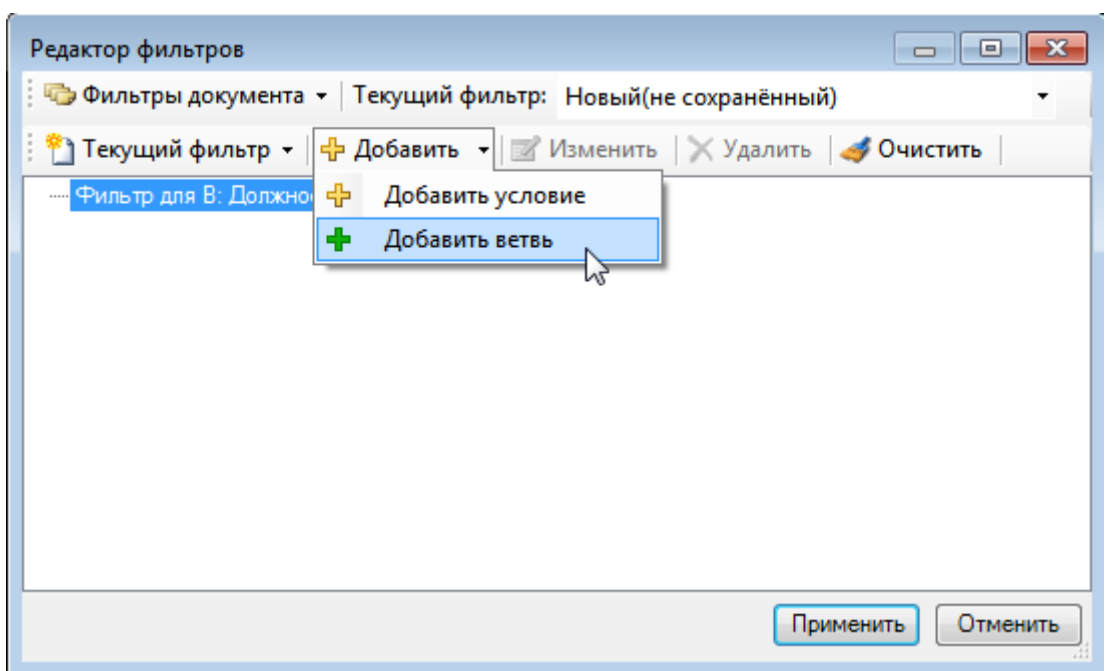 Редактор фильтров
Фильтры документа Текущий фильтр: Новый(не сохранённый)
Текущий фильтр Добавить Изменить Удалить Очистить
Фильтр для В:
Добавить условие
Добавить ветвь
Применить Отменить